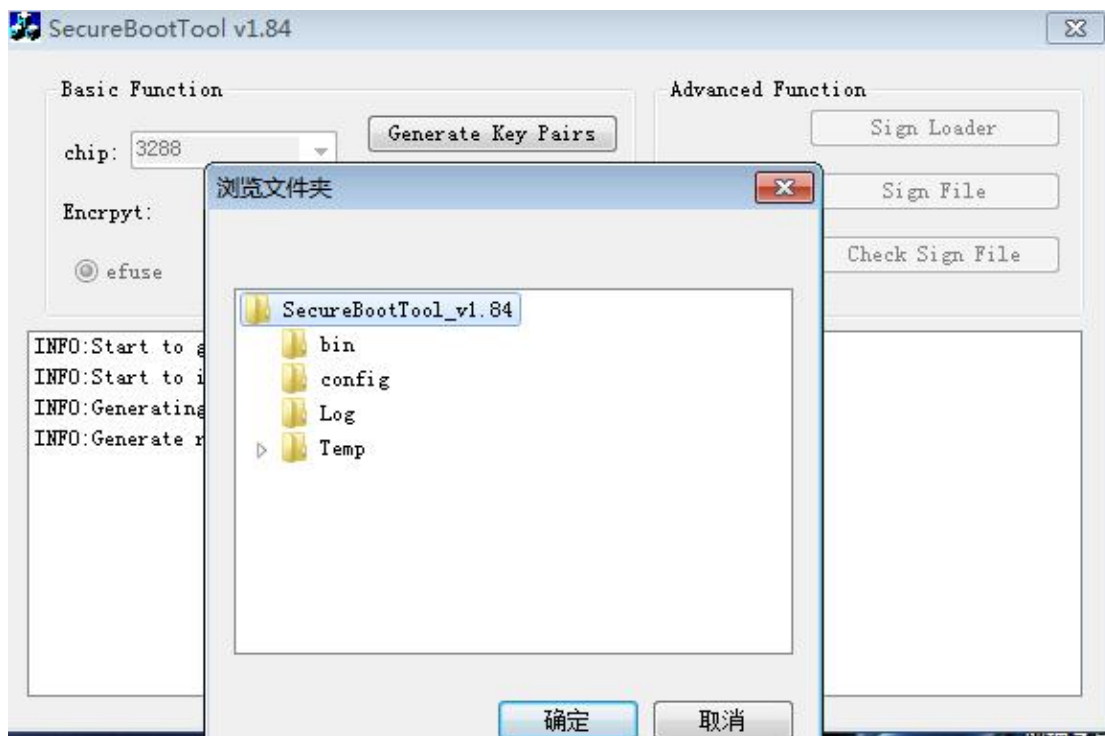 SecureBootTool v1.84
Basic Function
Advanced Function
Generate Key Pairs
Sign Loader
chip: 3288
浏览文件夹
Sign File
Encrpyt:
Check Sign File
efuse
SecureBootTool_v1.84
bin
config
Log
Temp
INFO:Start to
INFO:Start to
INFO:Generating
INFO:Generate
确定
取消